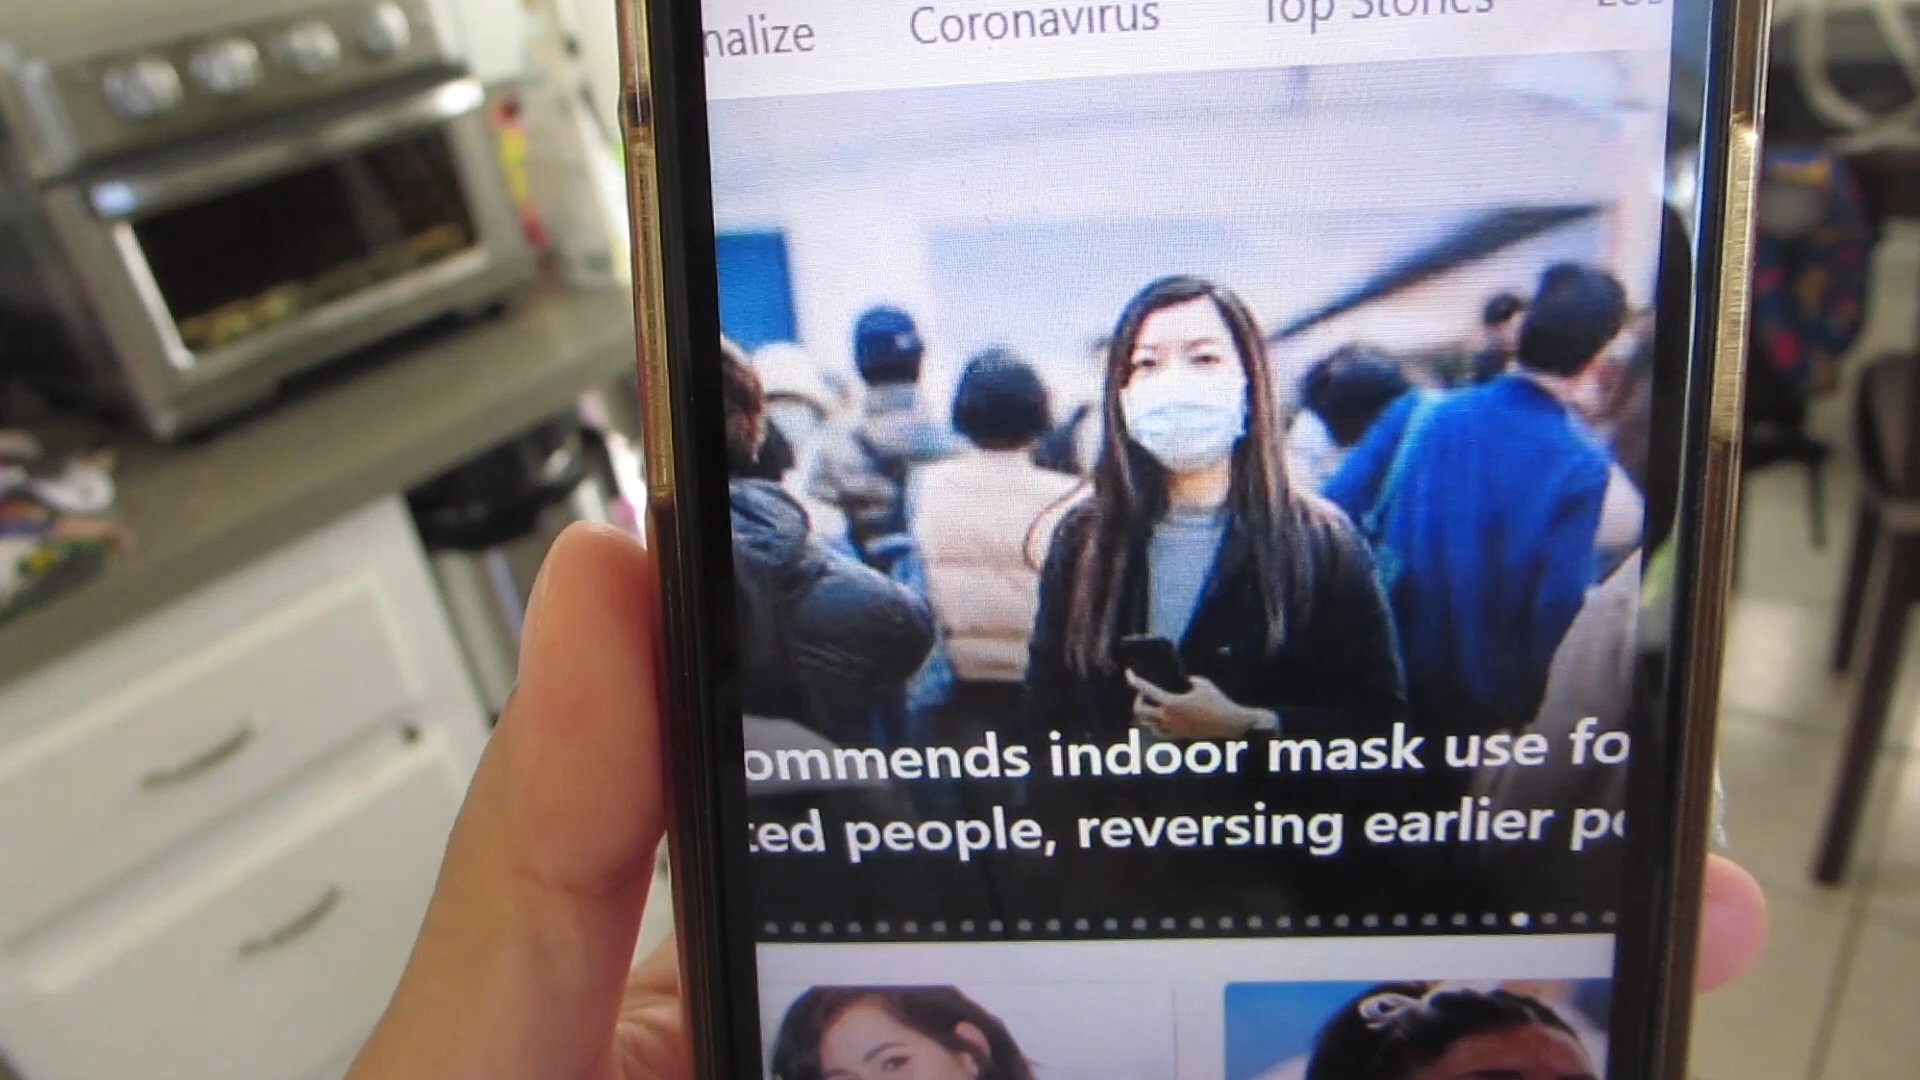 nalize Coronavirus Top Stories
ommends indoor mask use fo
ted people, reversing earlier po